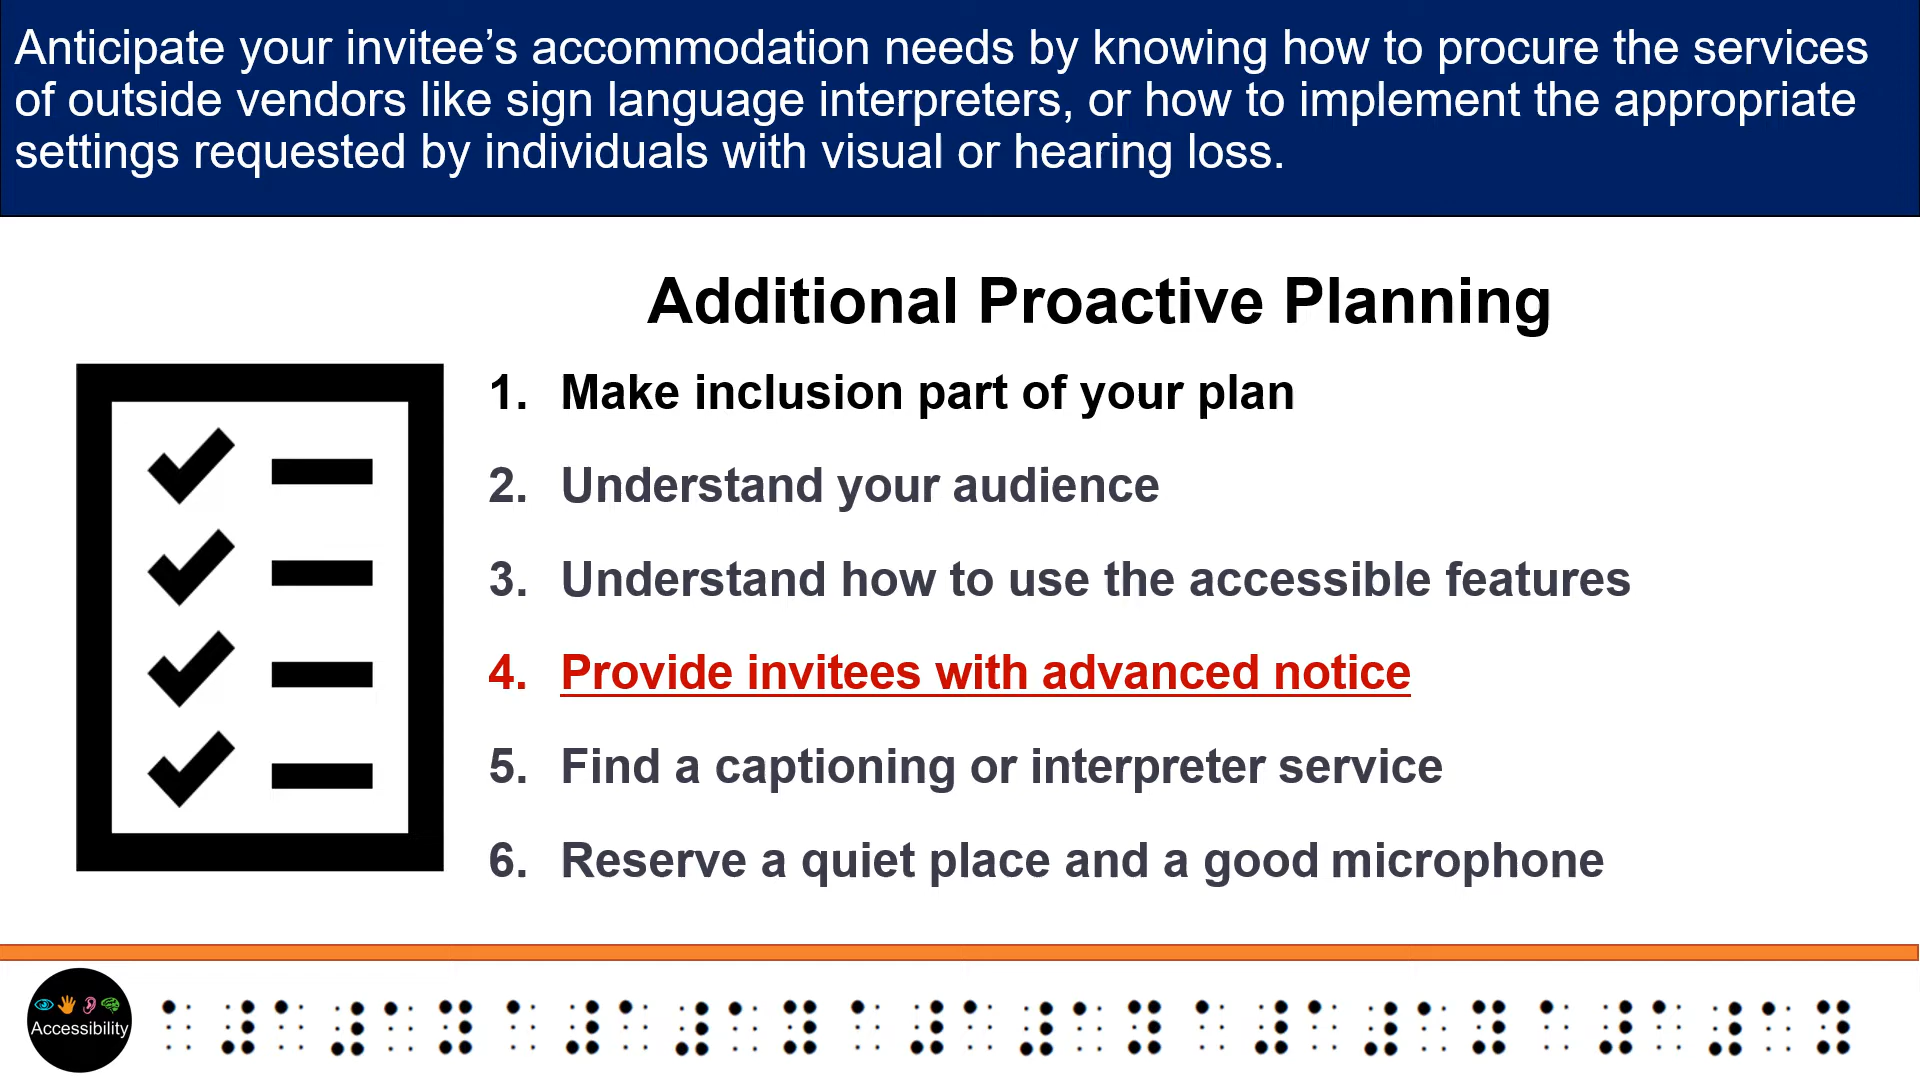 Anticipate your invitee’s accommodation needs by knowing how to procure the services
of outside vendors like sign language interpreters, or how to implement the appropriate
settings requested by individuals with visual or hearing loss.
Additional Proactive Planning
1. Make inclusion part of your plan
2. Understand your audience
3. Understand how to use the accessible features
4. Provide invitees with advanced notice
5. Find a captioning or interpreter service
6. Reserve a quiet place and a good microphone
Accessibility